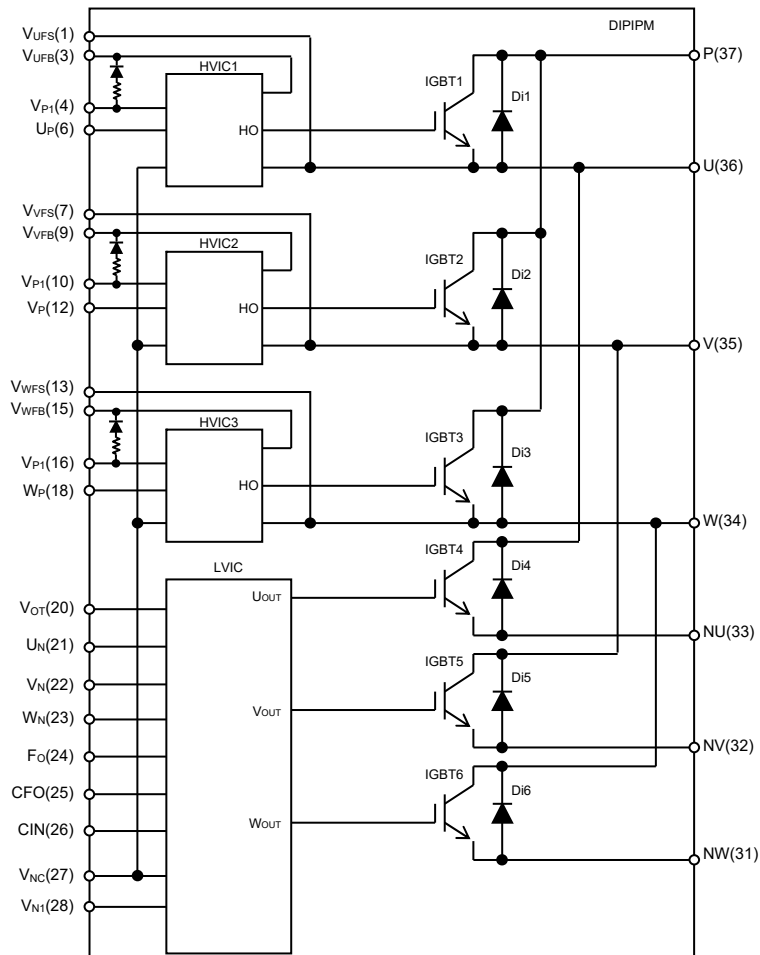 DIPIPM
VUFS(1)
VUFB(3)
HVIC1
IGBT1
Di1
P(37)
VP1(4)
UP(6)
HO
U(36)
VVFS(7)
VVFB(9)
HVIC2
IGBT2
Di2
VP1(10)
VP(12)
HO
V(35)
VWFS(13)
VWFB(15)
HVIC3
IGBT3
Di3
VP1(16)
WP(18)
HO
W(34)
LVIC
IGBT4
Di4
UOUT
VOT(20)
NU(33)
UN(21)
IGBT5
Di5
VN(22)
VOUT
WN(23)
NV(32)
FO(24)
IGBT6
Di6
CFO(25)
WOUT
CIN(26)
NW(31)
VNC(27)
VN1(28)